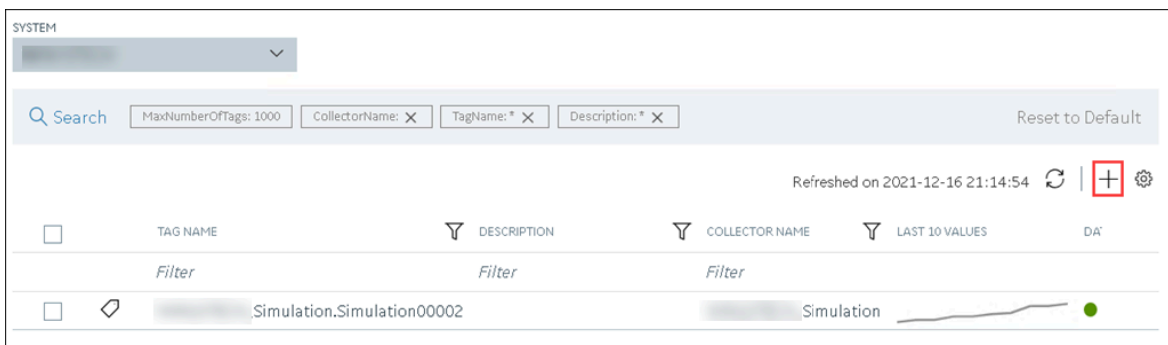 SYSTEM
Search MaxNumberOfTags: 1000 CollectorName: TagName: * Description: * Reset to Default
Refreshed on 2021-12-16 21:14:54
TAG NAME DESCRIPTION COLLECTOR NAME LAST 10 VALUES DA
Filter Filter Filter
Simulation.Simulation00002 Simulation